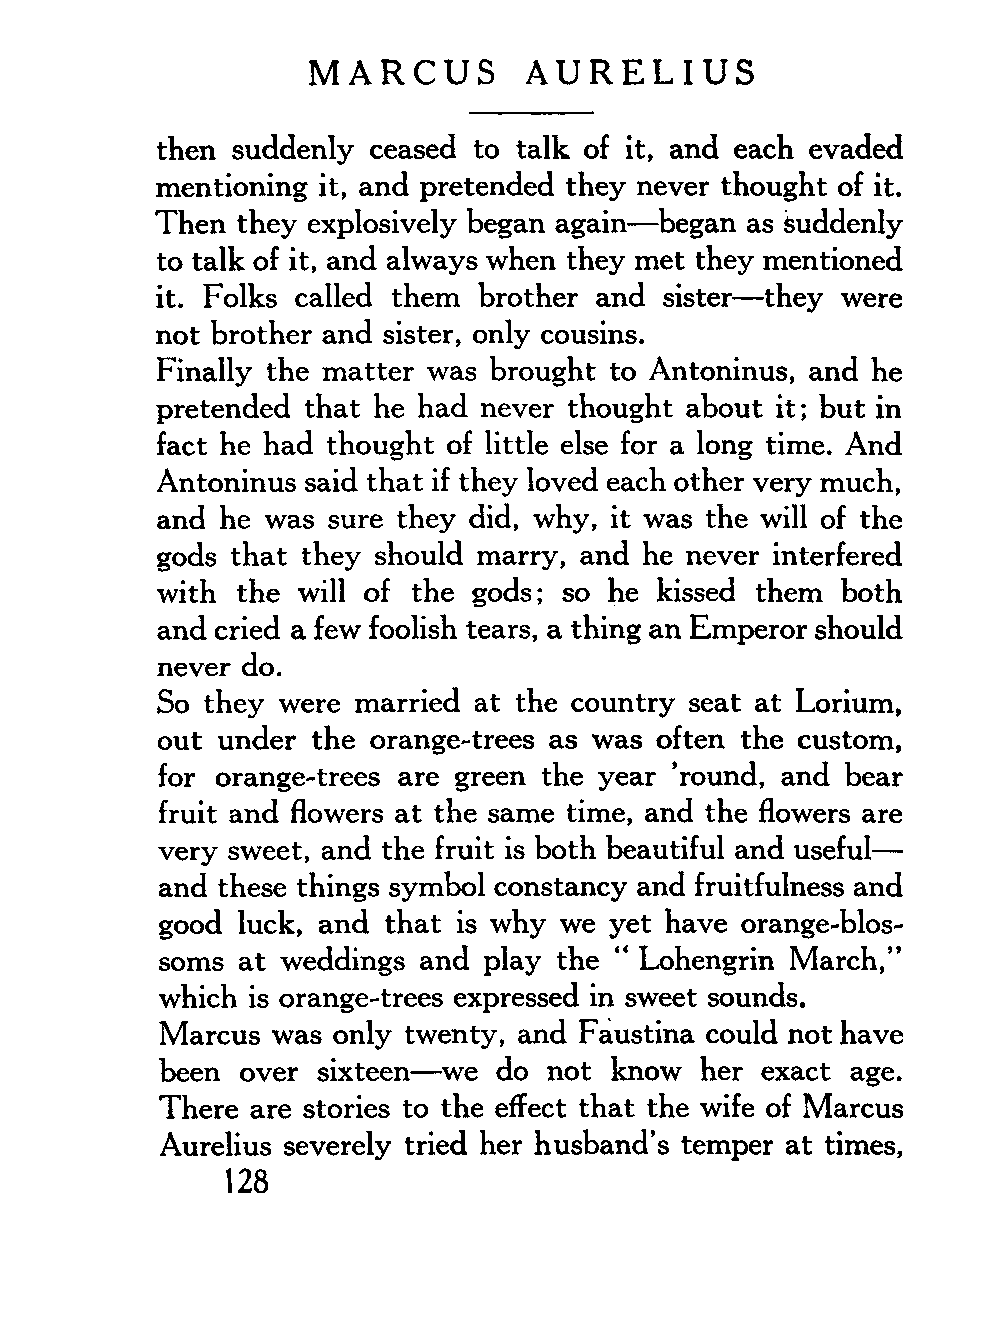 MARCUS AURELIUS
then suddenly ceased to talk of it, and each evaded
mentioning it, and pretended they never thought of it.
Then they explosively began again—began as suddenly
to talk of it, and always when they met they mentioned
it. Folks called them brother and sister—they were
not brother and sister, only cousins.
Finally the matter was brought to Antoninus, and he
pretended that he had never thought about it; but in
fact he had thought of little else for a long time. And
Antoninus said that if they loved each other very much,
and he was sure they did, why, it was the will of the
gods that they should marry, and he never interfered
with the will of the gods; so he kissed them both
and cried a few foolish tears, a thing an Emperor should
never do.
So they were married at the country seat at Lorium,
out under the orange-trees as was often the custom,
for orange-trees are green the year 'round, and bear
fruit and flowers at the same time, and the flowers are
very sweet, and the fruit is both beautiful and useful—
and these things symbol constancy and fruitfulness and
good luck, and that is why we yet have orange-blos-
soms at weddings and play the "Lohengrin March,"
which is orange-trees expressed in sweet sounds.
Marcus was only twenty, and Faustina could not have
been over sixteen—we do not know her exact age.
There are stories to the effect that the wife of Marcus
Aurelius severely tried her husband's temper at times,
128